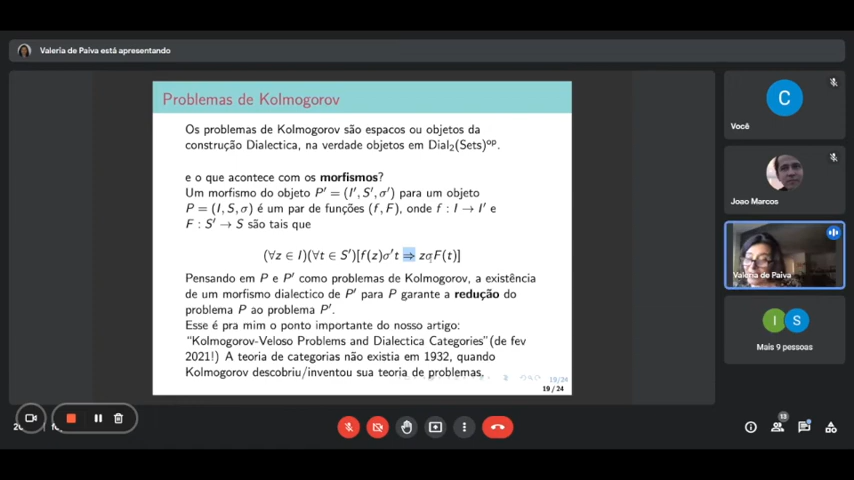 Valeria de Paiva está apresentando
Problemas de Kolmogorov
Os problemas de Kolmogorov são espacos ou objetos da
construção Dialectica, na verdade objetos em Dial₂(Sets)ᵒᵖ.
e o que acontece com os morfismos?
Um morfismo do objeto P′ = (I′, S′, σ′) para um objeto
P = (I, S, σ) é um par de funções (f, F), onde f : I → I′ e
F : S′ → S são tais que
(∀z ∈ I)(∀t ∈ S′)[f(z)σ′t ⇒ zσF(t)]
Pensando em P e P′ como problemas de Kolmogorov, a existência
de um morfismo dialectico de P′ para P garante a redução do
problema P ao problema P′.
Esse é pra mim o ponto importante do nosso artigo:
“Kolmogorov-Veloso Problems and Dialectica Categories”(de fev
2021!) A teoria de categorias não existia em 1932, quando
Kolmogorov descobriu/inventou sua teoria de problemas.
19/24
19 / 24
C
Você
Joao Marcos
Valeria de Paiva
I S
Mais 9 pessoas
13